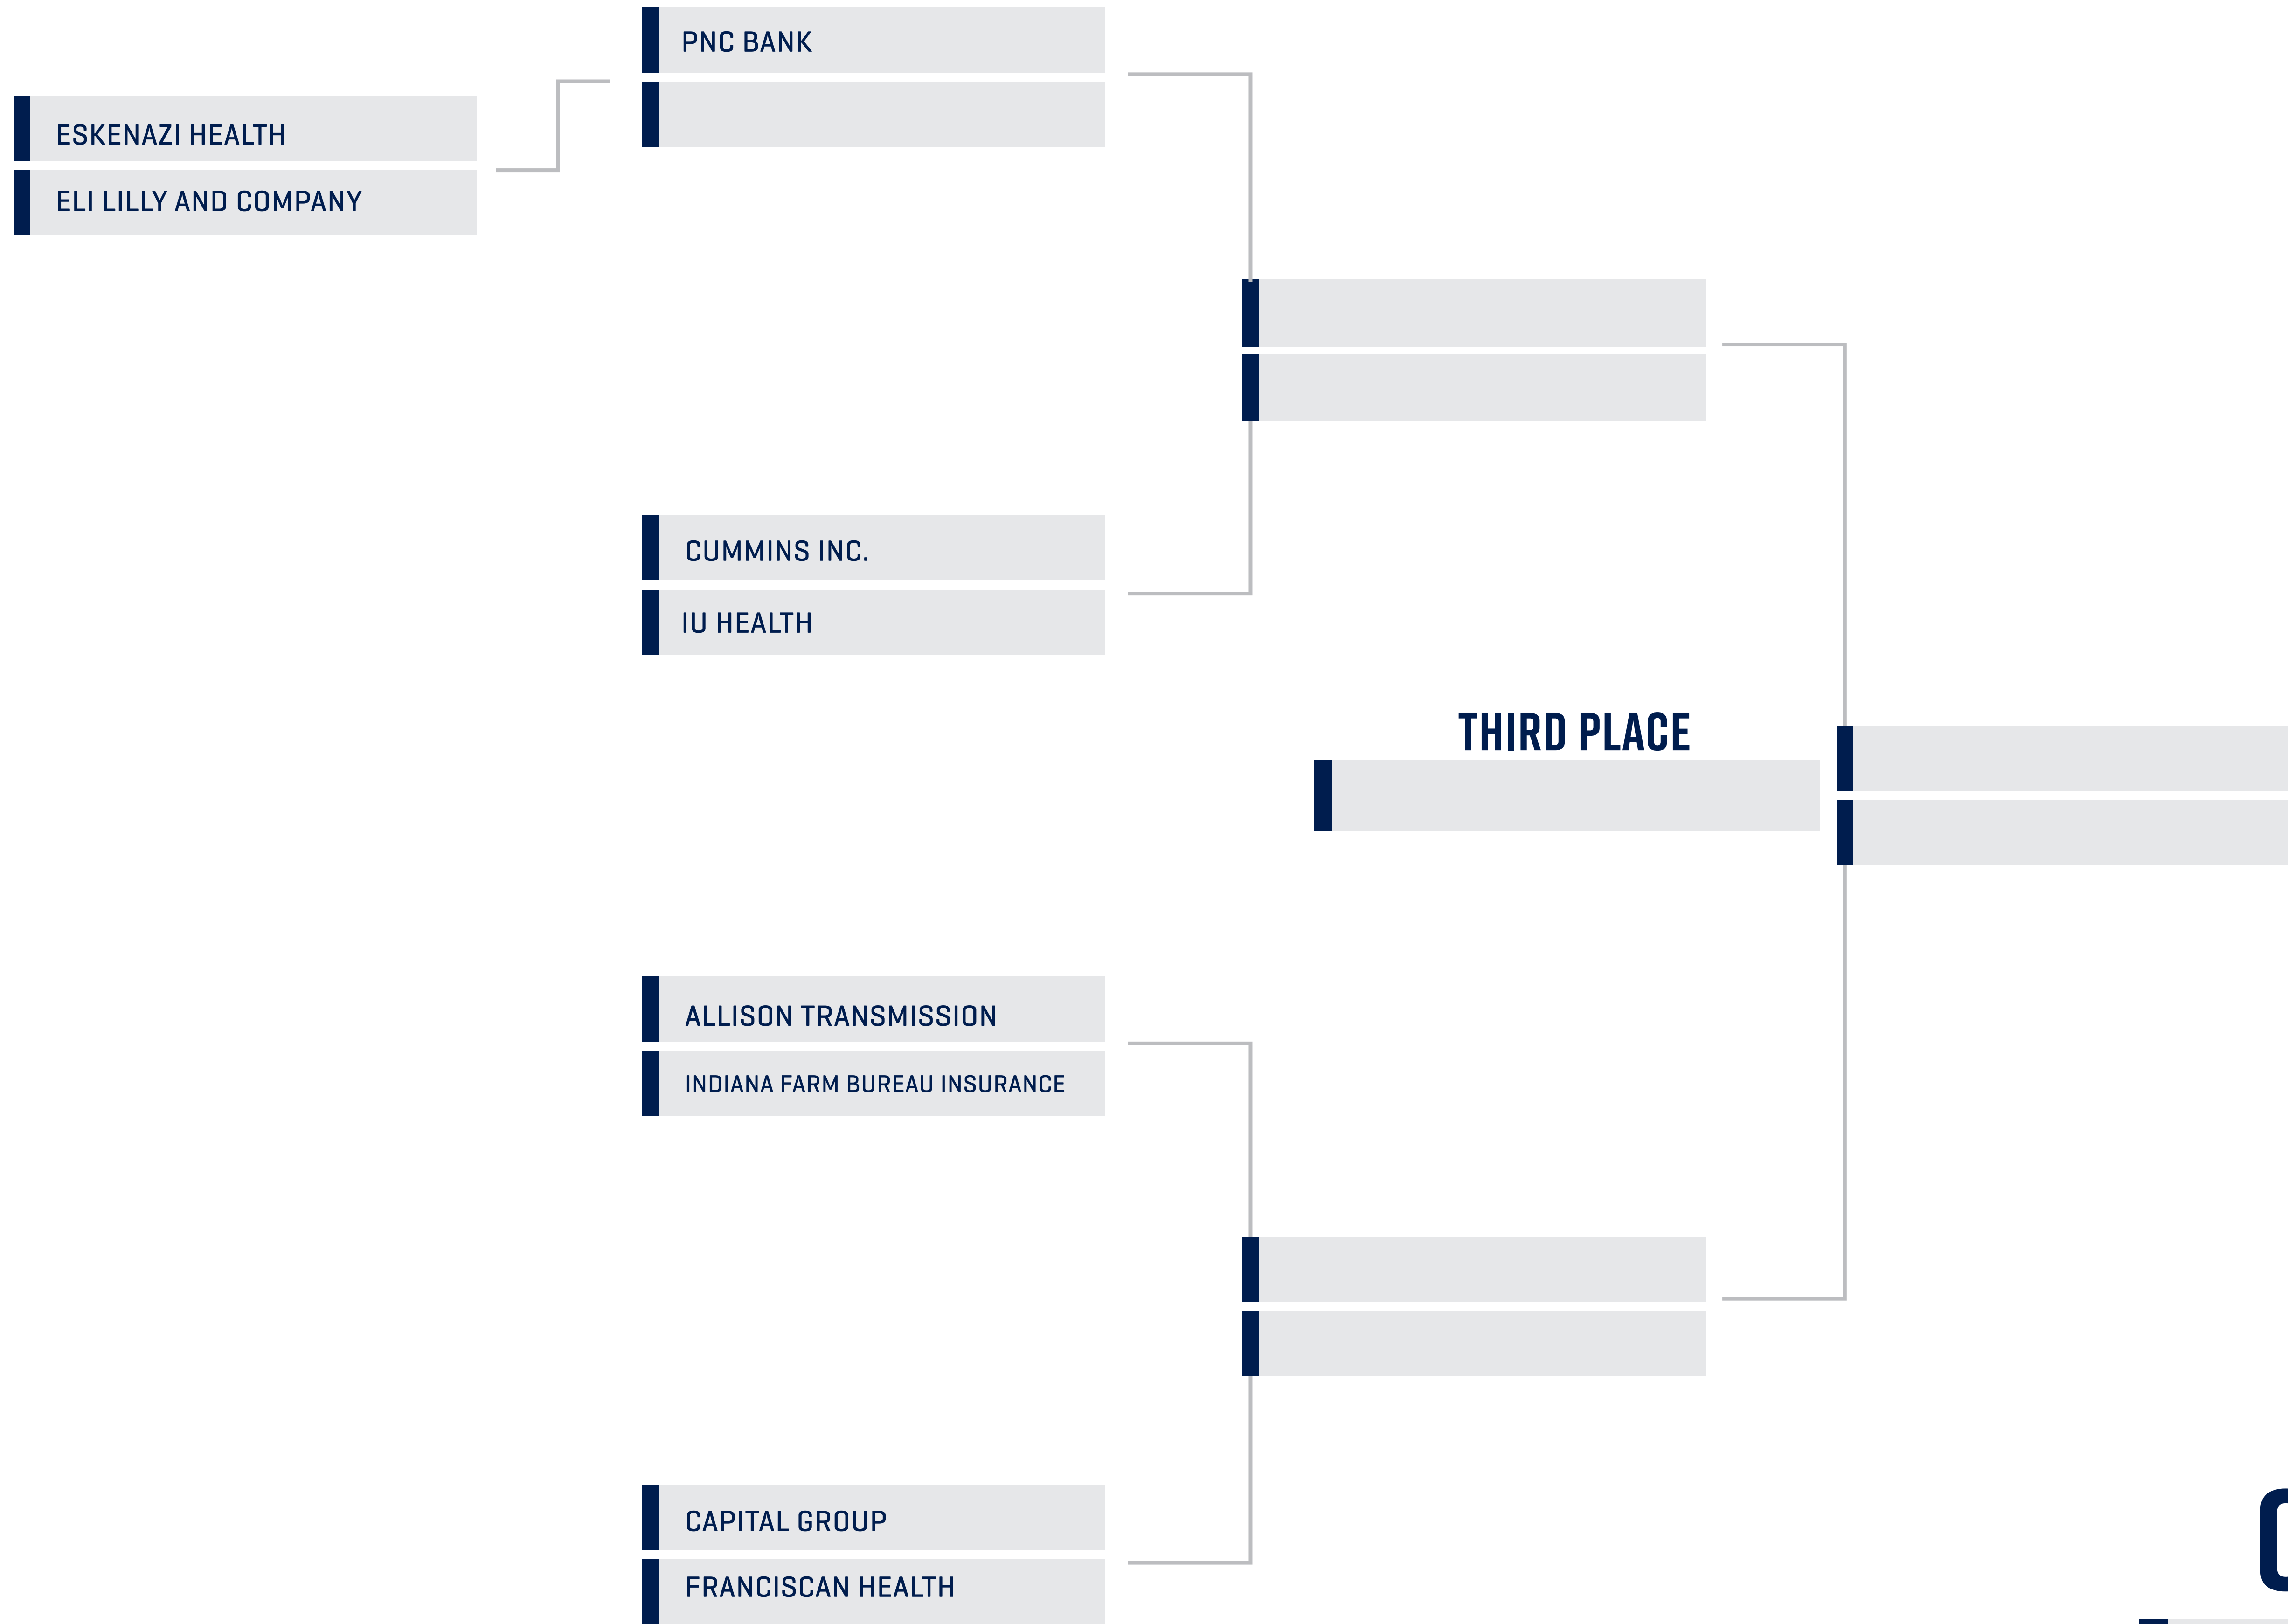 PNC BANK
ESKENAZI HEALTH
ELI LILLY AND COMPANY
CUMMINS INC.
IU HEALTH
THIRD PLACE
ALLISON TRANSMISSION
INDIANA FARM BUREAU INSURANCE
CAPITAL GROUP
FRANCISCAN HEALTH